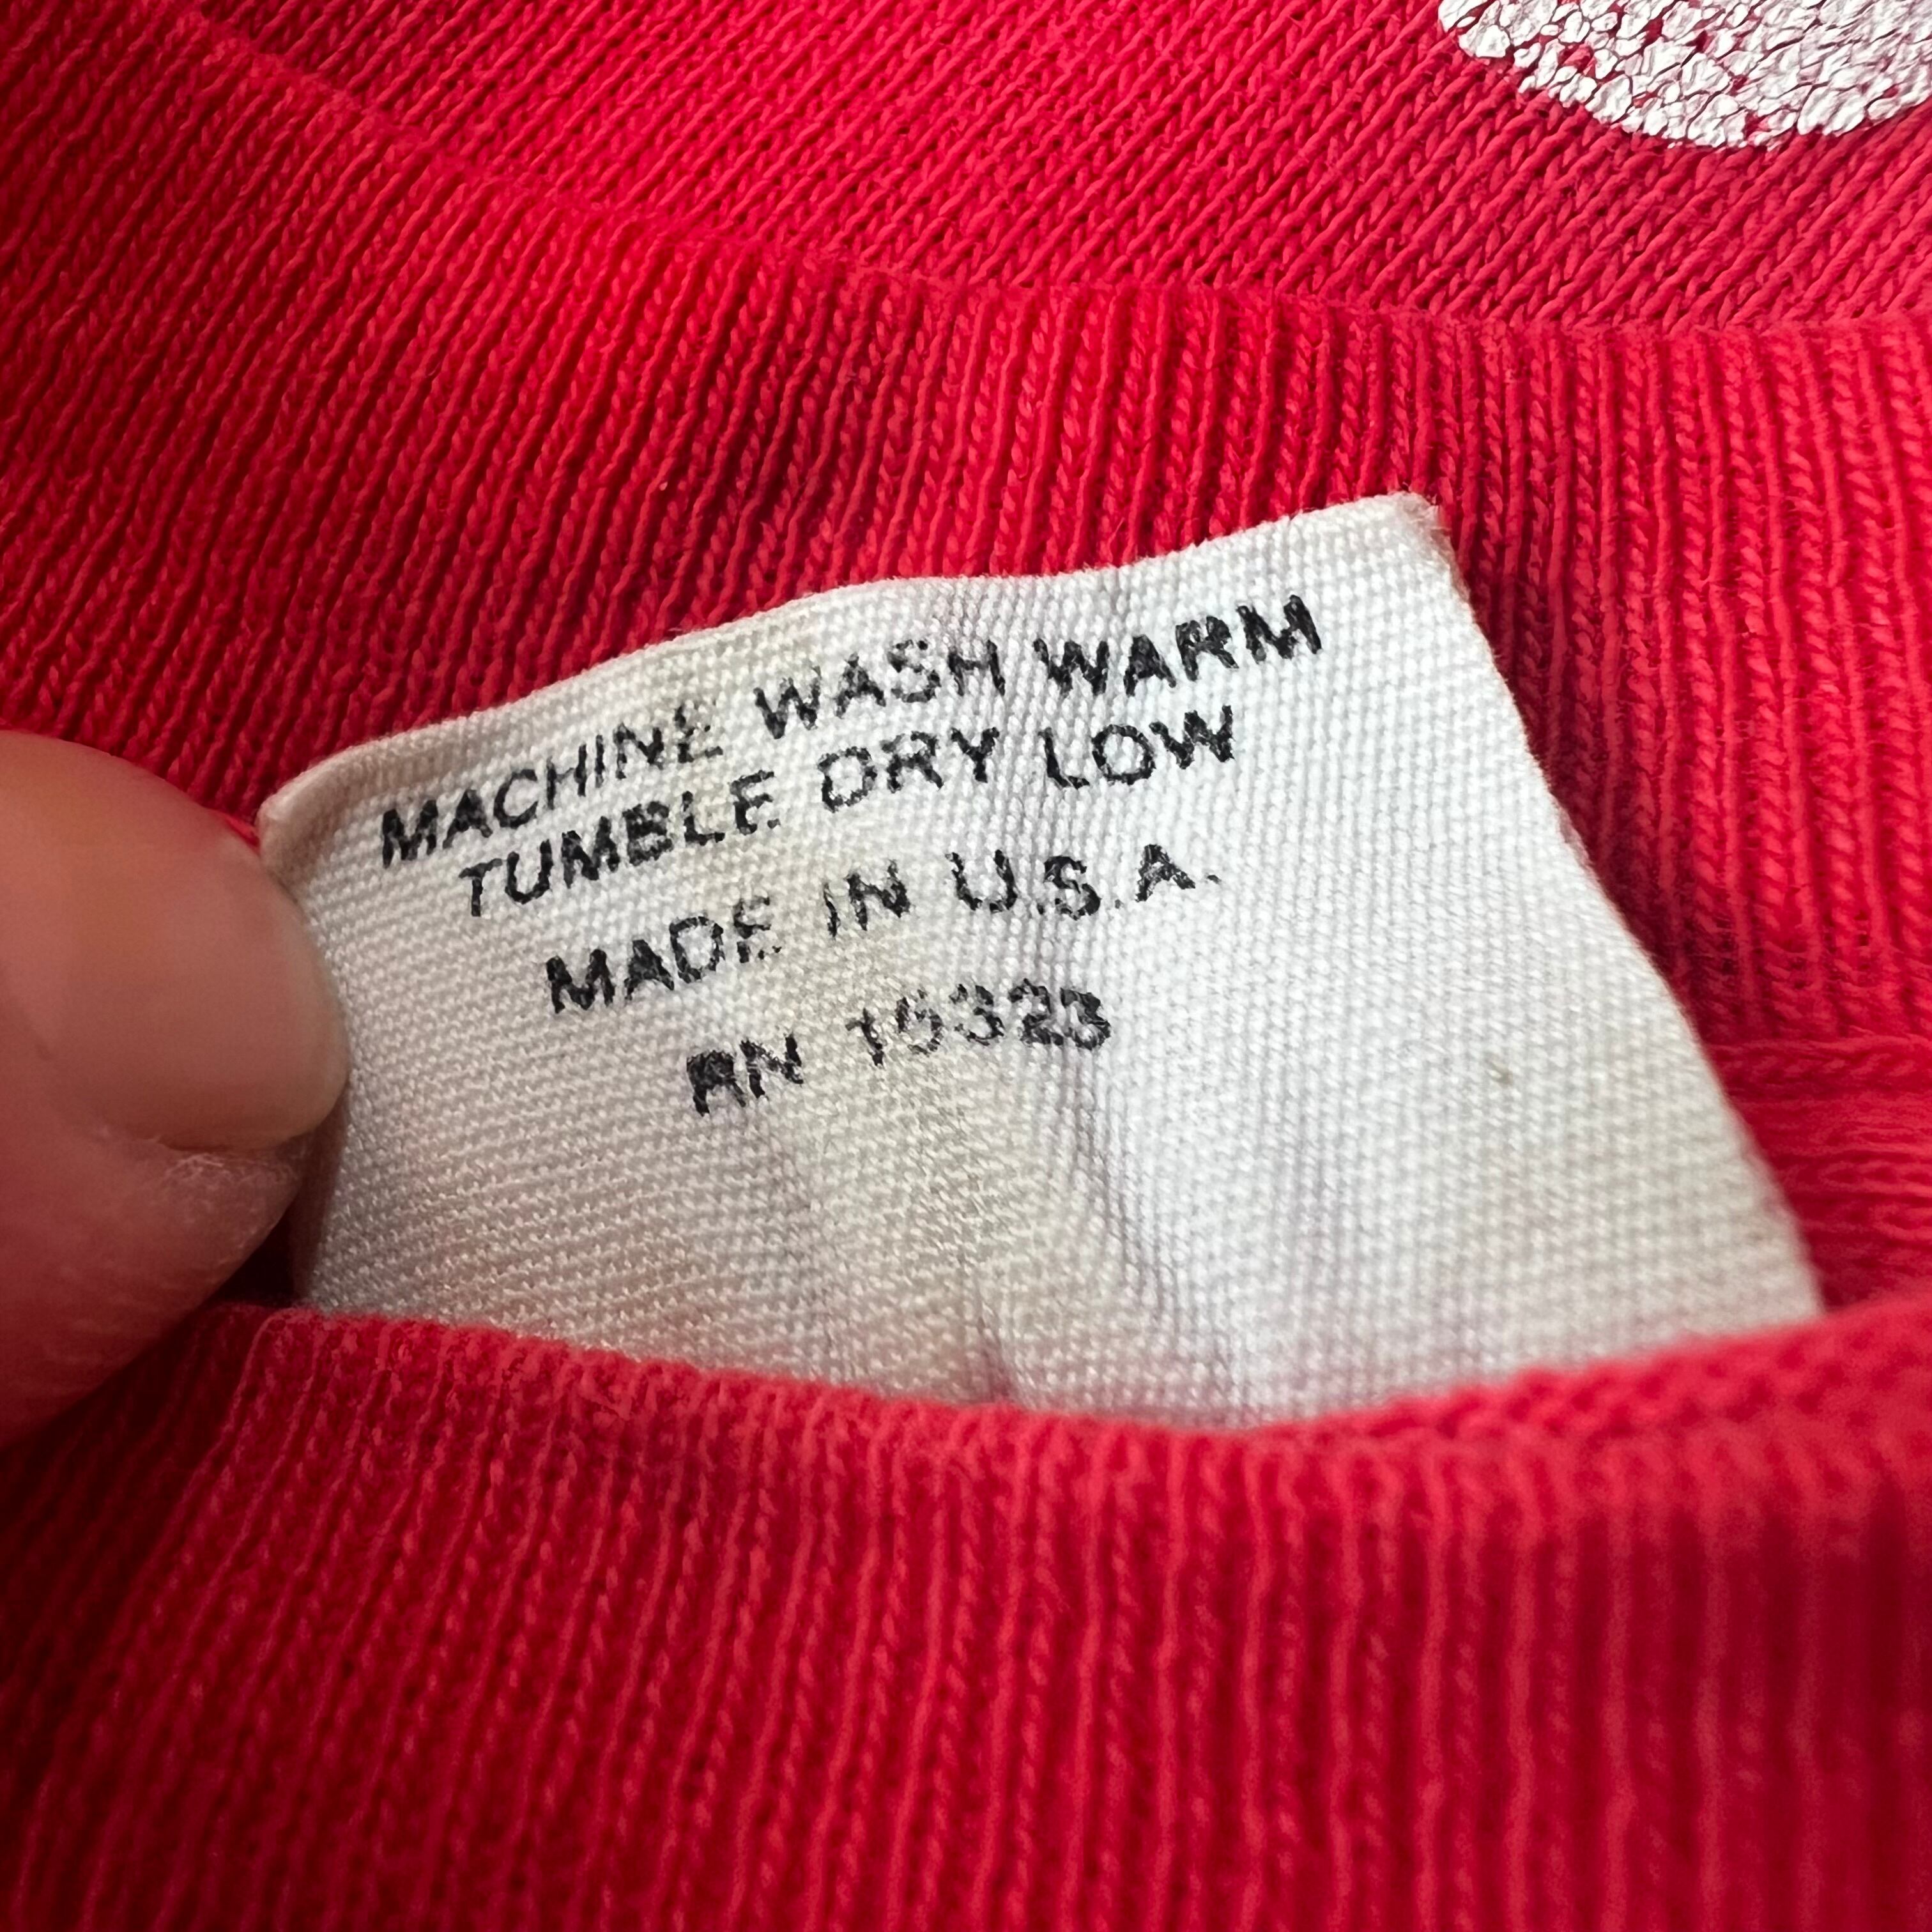 MACHINE WASH WARM
TUMBLE DRY LOW
MADE IN U.S.A.
RN 15323